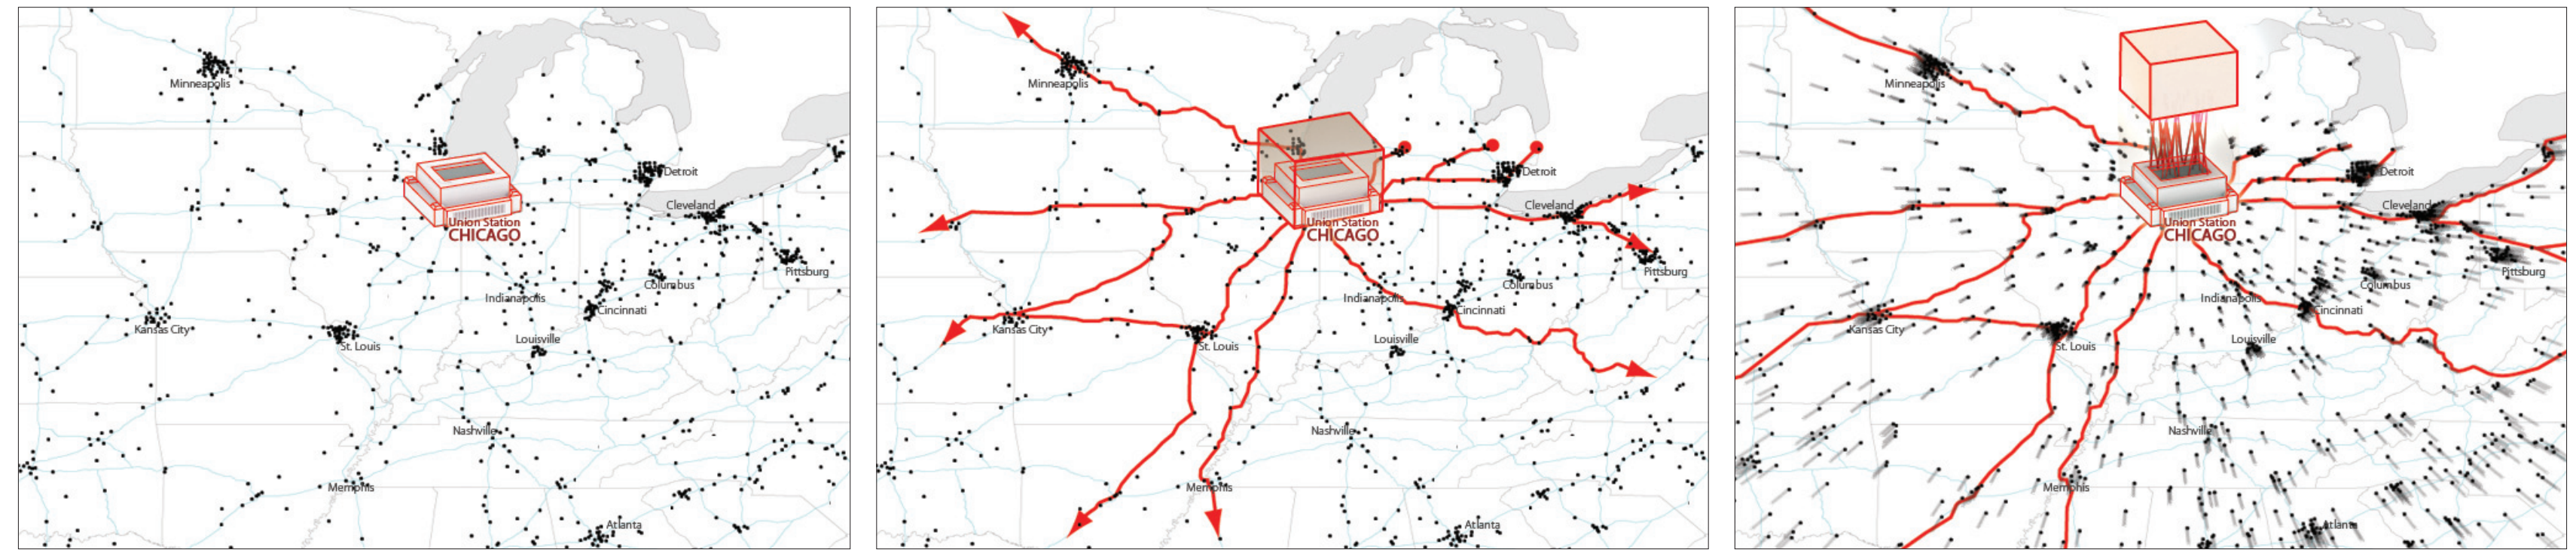 Minneapolis
Detroit
Cleveland
Union Station
CHICAGO
Pittsburg
Columbus
Indianapolis
Cincinnati
Kansas City
St. Louis
Louisville
Nashville
Memphis
Atlanta
Minneapolis
Detroit
Cleveland
Union Station
CHICAGO
Pittsburg
Columbus
Indianapolis
Cincinnati
Kansas City
St. Louis
Louisville
Nashville
Memphis
Atlanta
Minneapolis
Detroit
Cleveland
Union Station
CHICAGO
Pittsburg
Columbus
Indianapolis
Cincinnati
Kansas City
St. Louis
Louisville
Nashville
Memphis
Atlanta